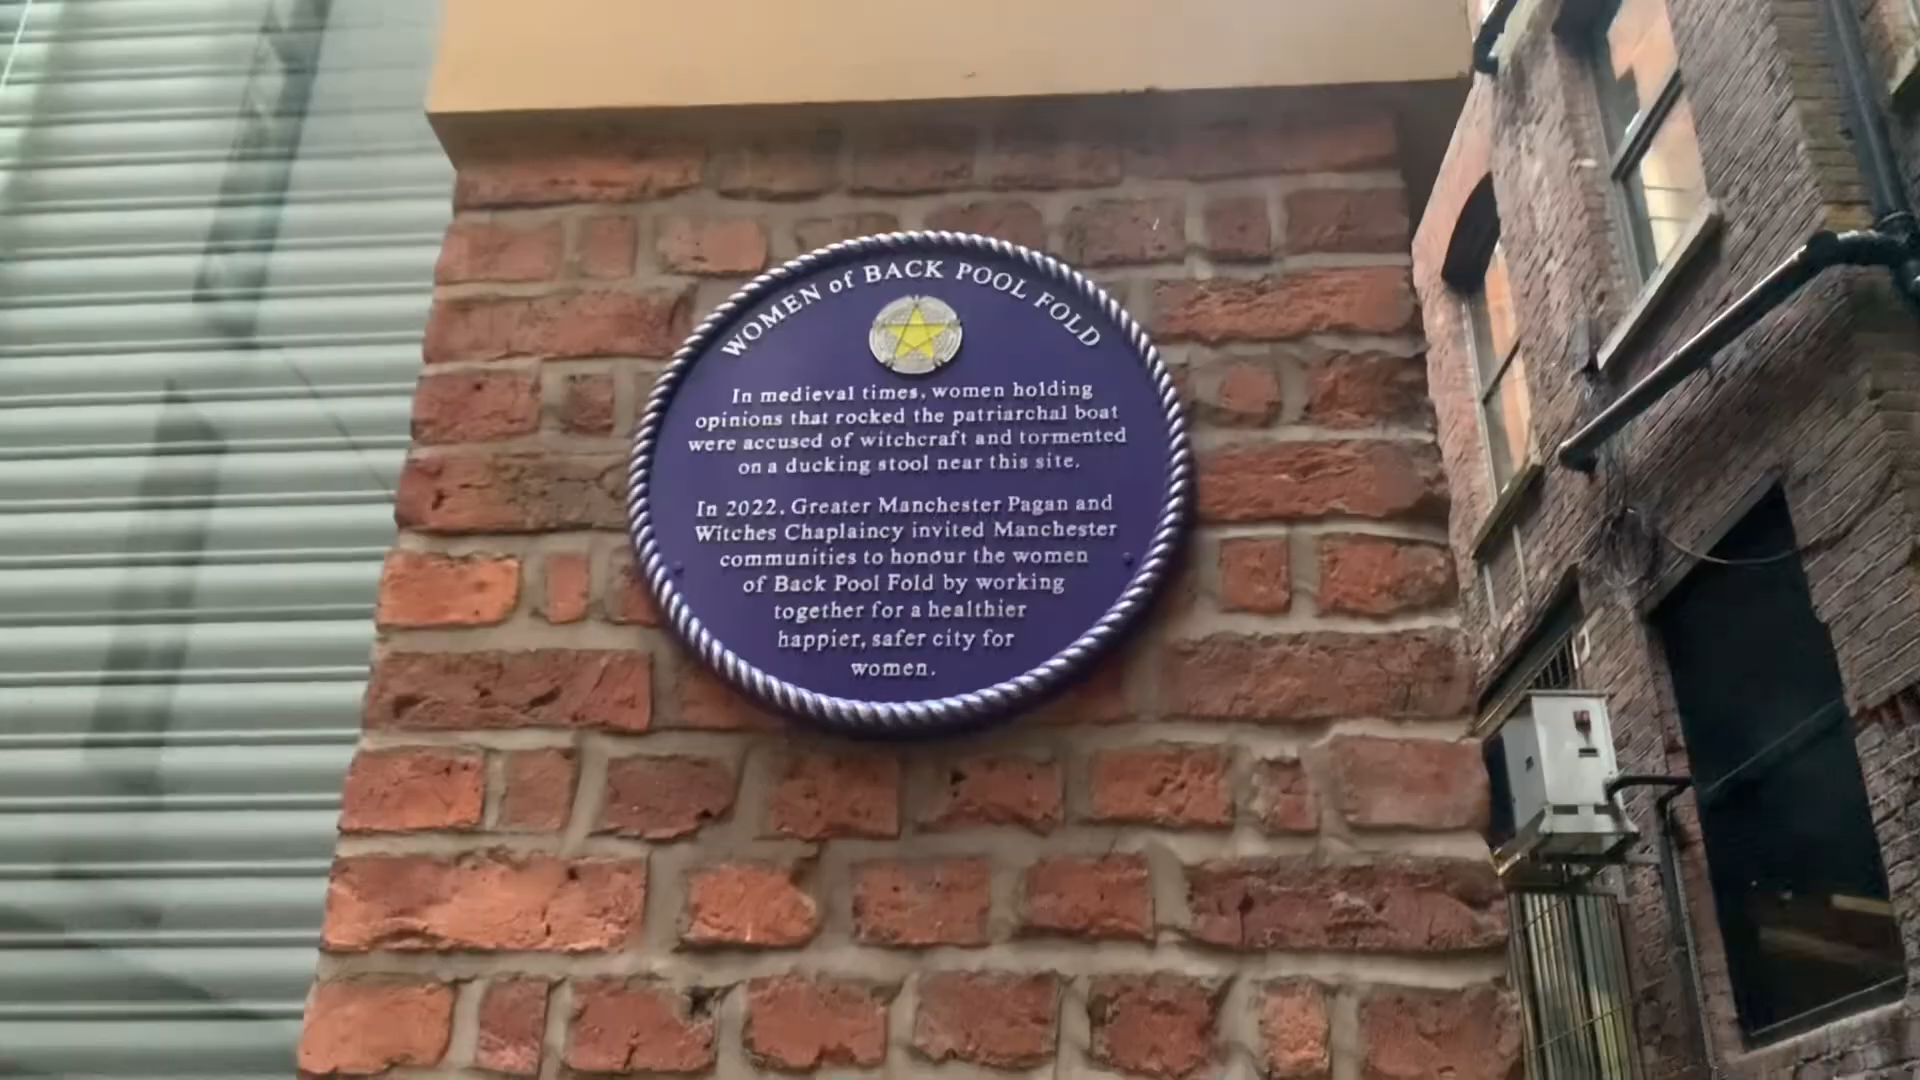 WOMEN of BACK POOL FOLD
In medieval times, women holding
opinions that rocked the patriarchal boat
were accused of witchcraft and tormented
on a ducking stool near this site.
In 2022, Greater Manchester Pagan and
Witches Chaplaincy invited Manchester
communities to honour the women
of Back Pool Fold by working
together for a healthier
happier, safer city for
women.